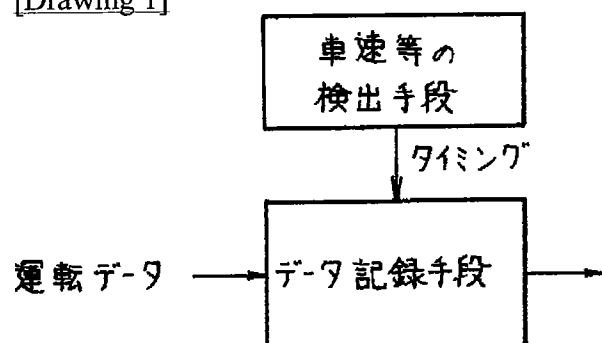 [Drawing 1]
車速等の
検出手段
タイミング
運転データ
データ記録手段